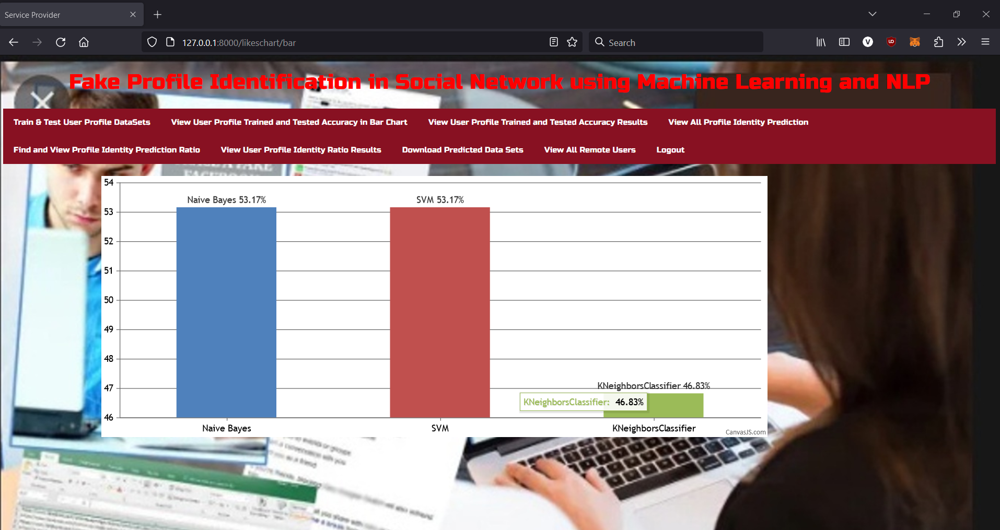 Service Provider
127.0.0.1:8000/likeschart/bar
Search
Fake Profile Identification in Social Network using Machine Learning and NLP
Train & Test User Profile DataSets View User Profile Trained and Tested Accuracy in Bar Chart View User Profile Trained and Tested Accuracy Results View All Profile Identity Prediction
Find and View Profile Identity Prediction Ratio View User Profile Identity Ratio Results Download Predicted Data Sets View All Remote Users Logout
54
Naive Bayes 53.17% SVM 53.17%
53
52
51
50
49
48
47
KNeighborsClassifier 46.83%
KNeighborsClassifier: 46.83%
46
Naive Bayes SVM KNeighborsClassifier
CanvasJS.com